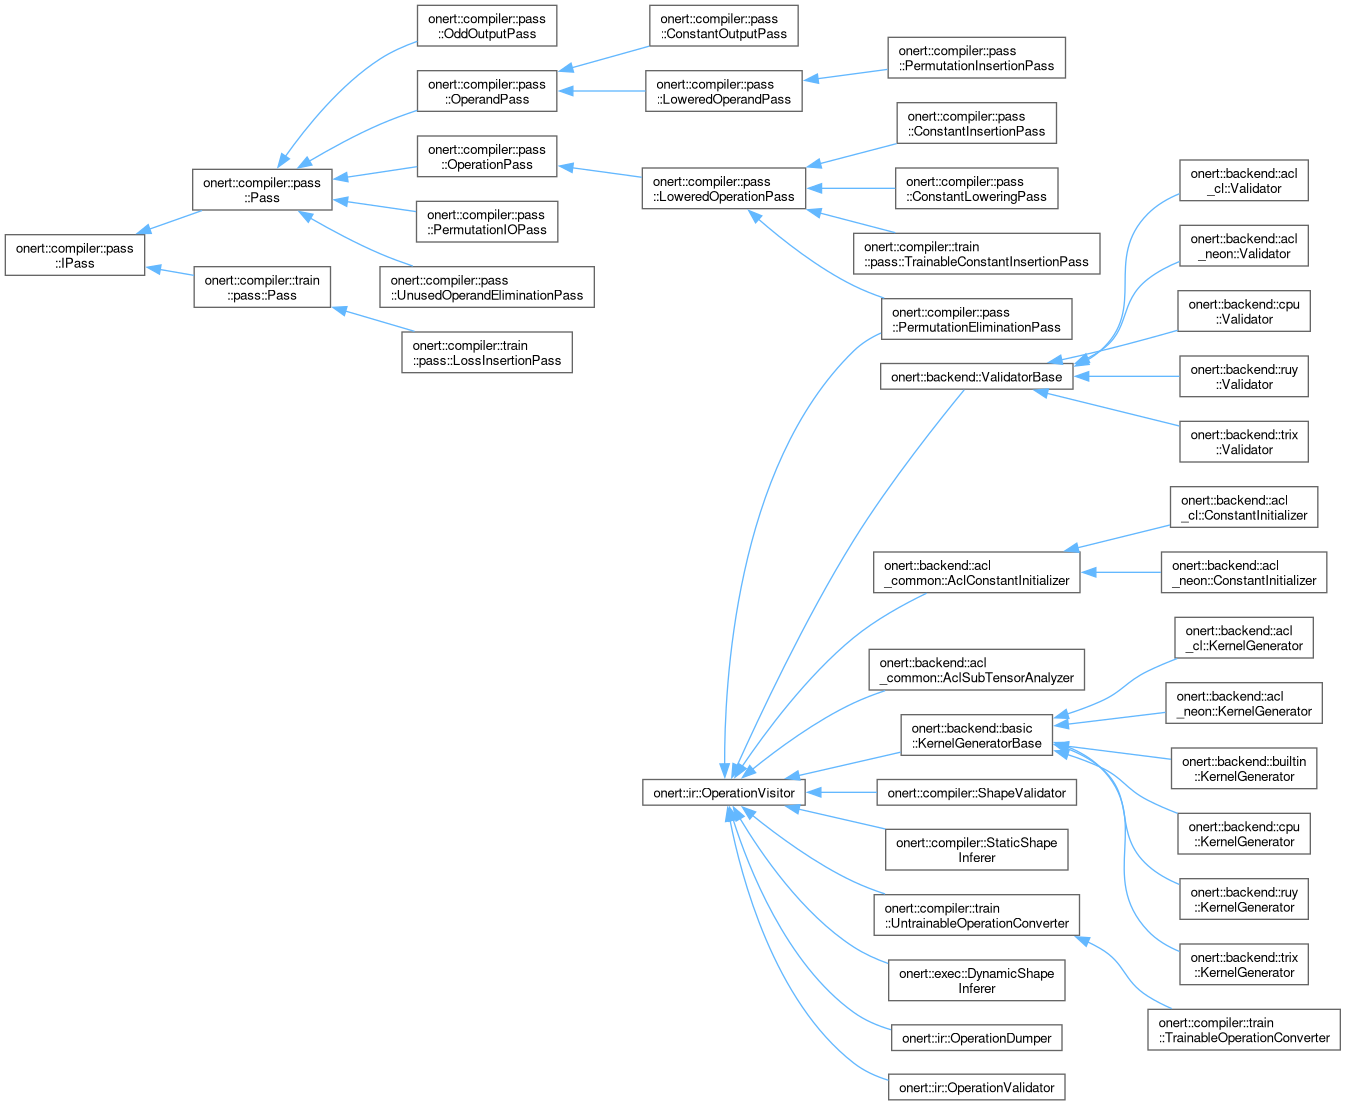 onert::compiler::pass
::IPass
onert::compiler::pass
::Pass
onert::compiler::train
::pass::Pass
onert::compiler::pass
::OddOutputPass
onert::compiler::pass
::OperandPass
onert::compiler::pass
::OperationPass
onert::compiler::pass
::PermutationIOPass
onert::compiler::pass
::UnusedOperandEliminationPass
onert::compiler::train
::pass::LossInsertionPass
onert::compiler::pass
::ConstantOutputPass
onert::compiler::pass
::LoweredOperandPass
onert::compiler::pass
::LoweredOperationPass
onert::ir::OperationVisitor
onert::compiler::pass
::PermutationInsertionPass
onert::compiler::pass
::ConstantInsertionPass
onert::compiler::pass
::ConstantLoweringPass
onert::compiler::train
::pass::TrainableConstantInsertionPass
onert::compiler::pass
::PermutationEliminationPass
onert::backend::ValidatorBase
onert::backend::acl
_common::AclConstantInitializer
onert::backend::acl
_common::AclSubTensorAnalyzer
onert::backend::basic
::KernelGeneratorBase
onert::compiler::ShapeValidator
onert::compiler::StaticShape
Inferer
onert::compiler::train
::UntrainableOperationConverter
onert::exec::DynamicShape
Inferer
onert::ir::OperationDumper
onert::ir::OperationValidator
onert::backend::acl
_cl::Validator
onert::backend::acl
_neon::Validator
onert::backend::cpu
::Validator
onert::backend::ruy
::Validator
onert::backend::trix
::Validator
onert::backend::acl
_cl::ConstantInitializer
onert::backend::acl
_neon::ConstantInitializer
onert::backend::acl
_cl::KernelGenerator
onert::backend::acl
_neon::KernelGenerator
onert::backend::builtin
::KernelGenerator
onert::backend::cpu
::KernelGenerator
onert::backend::ruy
::KernelGenerator
onert::backend::trix
::KernelGenerator
onert::compiler::train
::TrainableOperationConverter